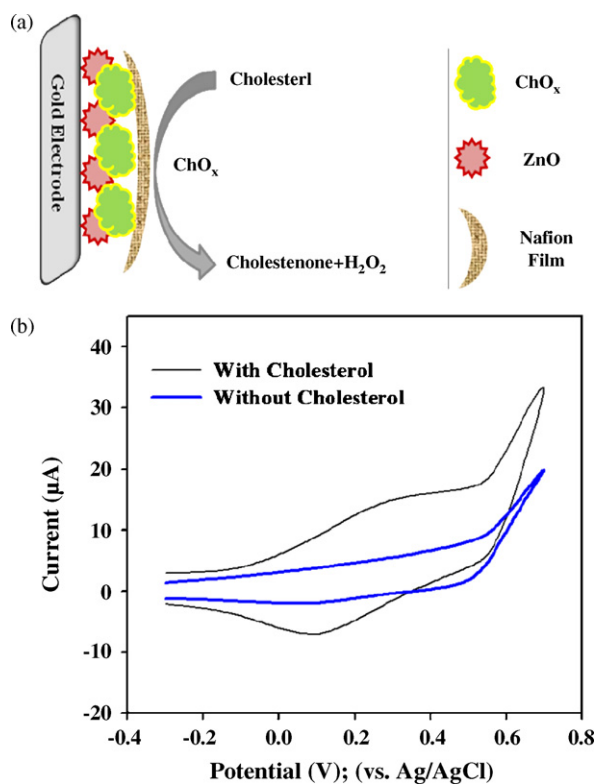 (a)
Gold Electrode
Cholesterl
ChOx
Cholestenone+H2O2
ChOx
ZnO
Nafion
Film
(b)
With Cholesterol
Without Cholesterol
Current (µA)
40
30
20
10
0
-10
-20
-0.4
-0.2
0.0
0.2
0.4
0.6
0.8
Potential (V); (vs. Ag/AgCl)